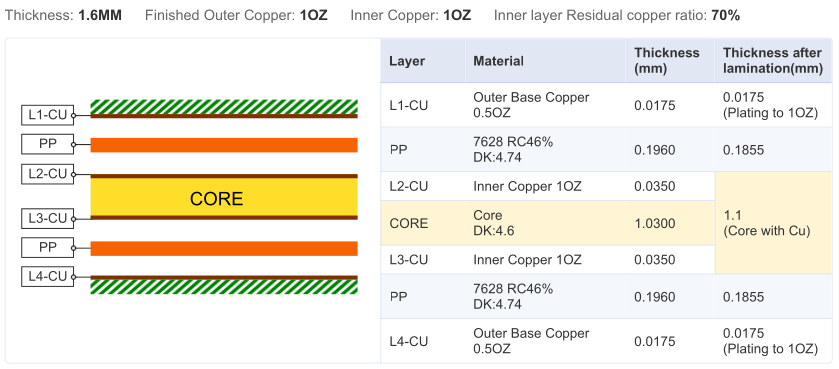 Thickness: 1.6MM Finished Outer Copper: 1OZ Inner Copper: 1OZ Inner layer Residual copper ratio: 70%
L1-CU
PP
L2-CU
CORE
L3-CU
PP
L4-CU
Layer Material Thickness (mm) Thickness after lamination(mm)
L1-CU Outer Base Copper 0.5OZ 0.0175 0.0175 (Plating to 1OZ)
PP 7628 RC46% DK:4.74 0.1960 0.1855
L2-CU Inner Copper 1OZ 0.0350
CORE Core DK:4.6 1.0300 1.1 (Core with Cu)
L3-CU Inner Copper 1OZ 0.0350
PP 7628 RC46% DK:4.74 0.1960 0.1855
L4-CU Outer Base Copper 0.5OZ 0.0175 0.0175 (Plating to 1OZ)